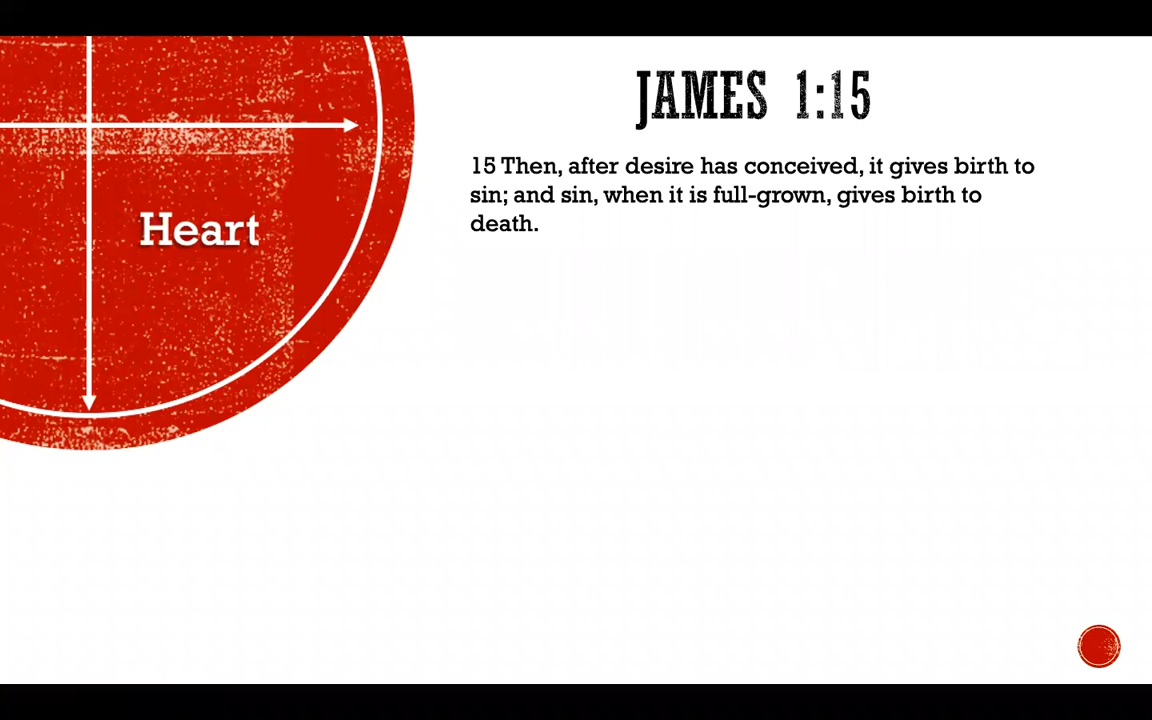 JAMES 1:15
15 Then, after desire has conceived, it gives birth to
sin; and sin, when it is full-grown, gives birth to
death.
Heart